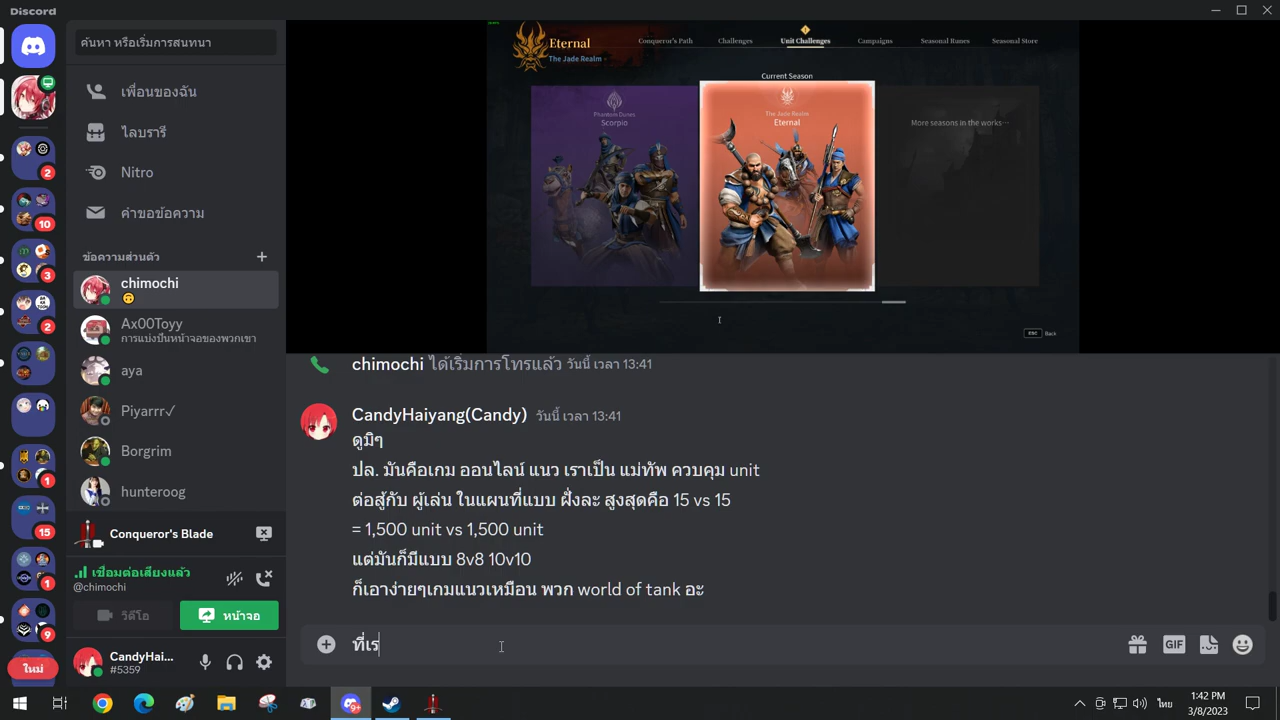 Discord
ค้นหาหรือเริ่มการสนทนา
เพื่อนของฉัน
ไลบรารี
Nitro
คำขอข้อความ
ข้อความส่วนตัว
chimochi
Ax00Toyy
การแบ่งปันหน้าจอของพวกเขา
aya
Piyarrr✓
Borgrim
hunteroog
Conqueror's Blade
เชื่อมต่อเสียงแล้ว
@chimochi
วิดีโอ
หน้าจอ
CandyHai...
#5359
2
10
3
2
1
15
1
9
ใหม่
Eternal
The Jade Realm
Conqueror's Path
Challenges
Unit Challenges
Campaigns
Seasonal Runes
Seasonal Store
Current Season
Phantom Dunes
Scorpio
The Jade Realm
Eternal
More seasons in the works…
ESC Back
chimochi ได้เริ่มการโทรแล้ว วันนี้ เวลา 13:41
CandyHaiyang(Candy) วันนี้ เวลา 13:41
ดูมิๆ
ปล. มันคือเกม ออนไลน์ แนว เราเป็น แม่ทัพ ควบคุม unit
ต่อสู้กับ ผู้เล่น ในแผนที่แบบ ฝั่งละ สูงสุดคือ 15 vs 15
= 1,500 unit vs 1,500 unit
แต่มันก็มีแบบ 8v8 10v10
ก็เอาง่ายๆเกมแนวเหมือน พวก world of tank อะ
ที่เร
GIF
9+
ไทย
1:42 PM
3/8/2023